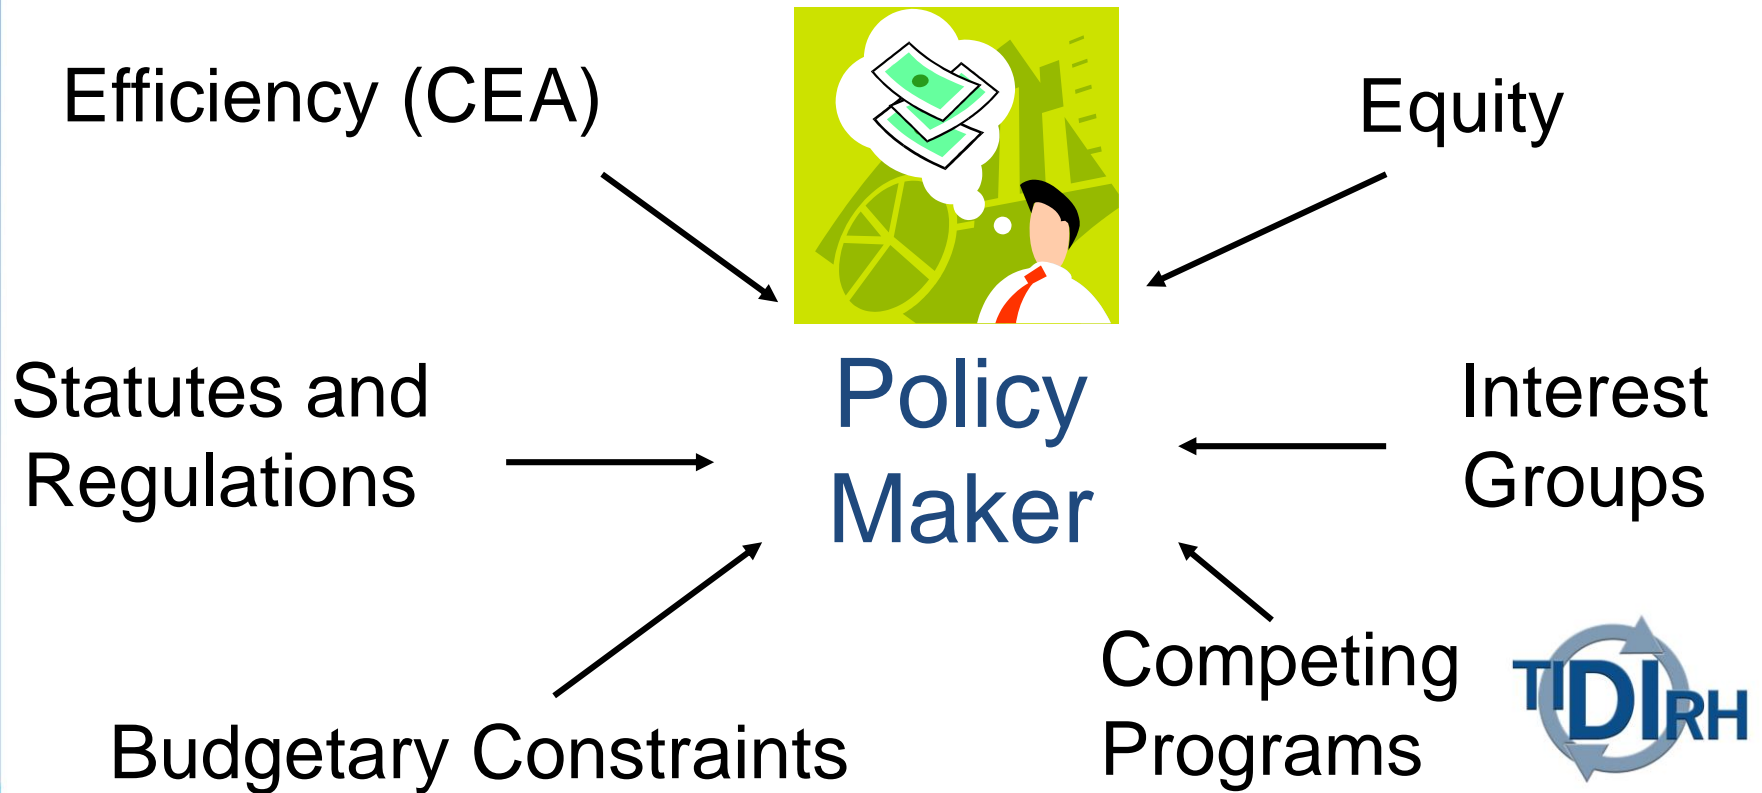 Efficiency (CEA)
Equity
Statutes and
Regulations
Policy
Maker
Interest
Groups
Budgetary Constraints
Competing
Programs
TIDIRH